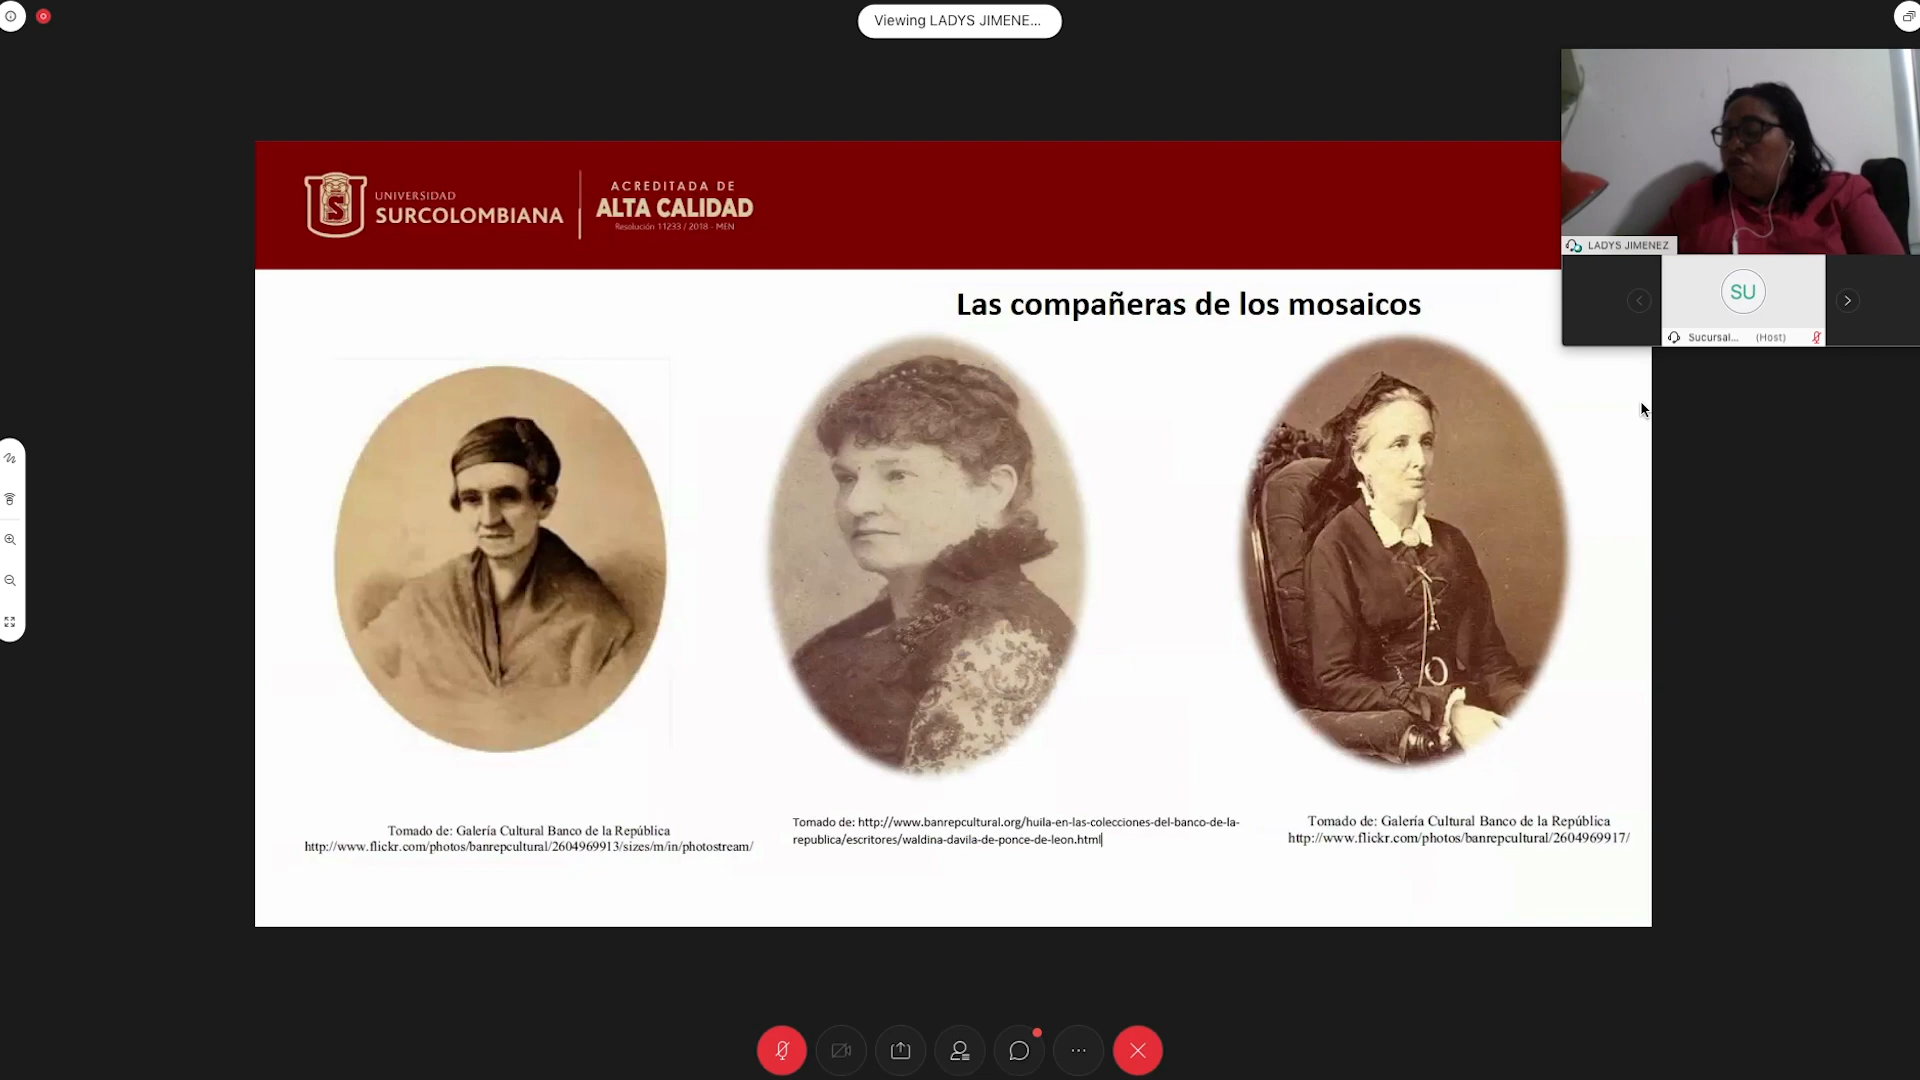 Viewing LADYS JIMENE...
UNIVERSIDAD
SURCOLOMBIANA
ACREDITADA DE
ALTA CALIDAD
Resolución 11233 / 2018 - MEN
LADYS JIMENEZ
SU
Sucursal... (Host)
Las compañeras de los mosaicos
Tomado de: Galería Cultural Banco de la República
http://www.flickr.com/photos/banrepcultural/2604969913/sizes/m/in/photostream/
Tomado de: http://www.banrepcultural.org/huila-en-las-colecciones-del-banco-de-la-
republica/escritores/waldina-davila-de-ponce-de-leon.html
Tomado de: Galería Cultural Banco de la República
http://www.flickr.com/photos/banrepcultural/2604969917/